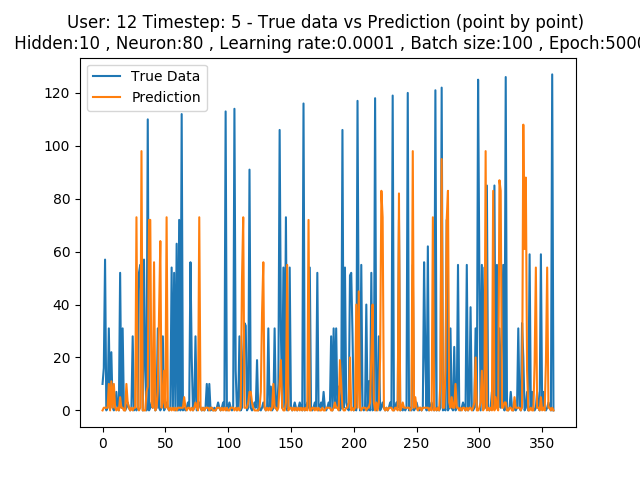 User: 12 Timestep: 5 - True data vs Prediction (point by point)
Hidden:10 , Neuron:80 , Learning rate:0.0001 , Batch size:100 , Epoch:5000
True Data
Prediction
120
100
80
60
40
20
0
0 50 100 150 200 250 300 350